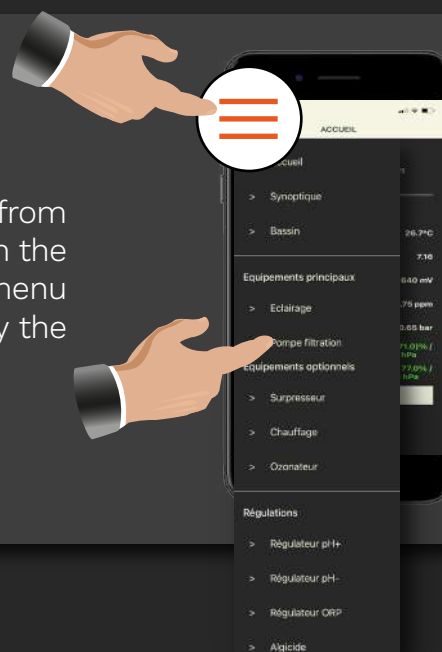 from
n the
menu
y the
ACCUEIL
cueil
> Synoptique
> Bassin
Equipements principaux
> Eclairage
Pompe filtration
Equipements optionnels
> Surpresseur
> Chauffage
> Ozonateur
Régulations
> Régulateur pH+
> Régulateur pH-
> Régulateur ORP
> Algicide
26.7°C
7.16
640 mV
.75 ppm
0.65 bar
71.01% /
hPa
77.0% /
hPa